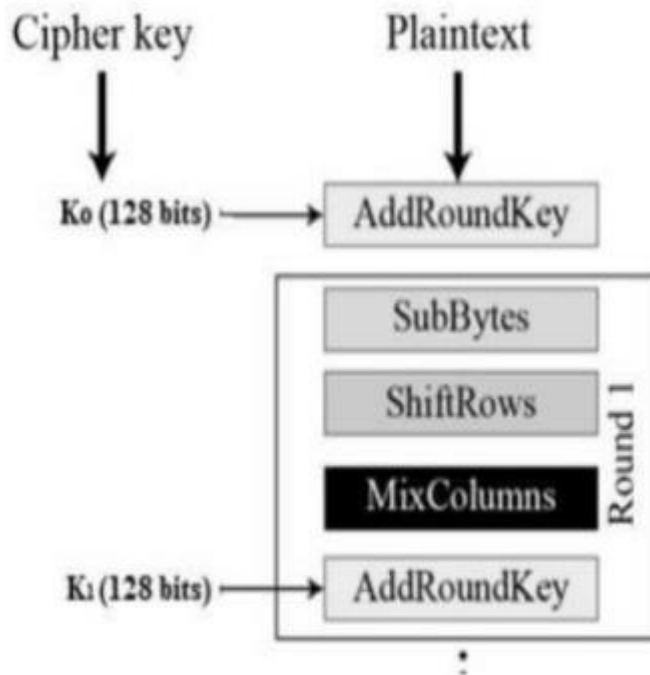 Cipher key
Plaintext
K0 (128 bits)
AddRoundKey
SubBytes
ShiftRows
MixColumns
Round 1
K1 (128 bits)
AddRoundKey